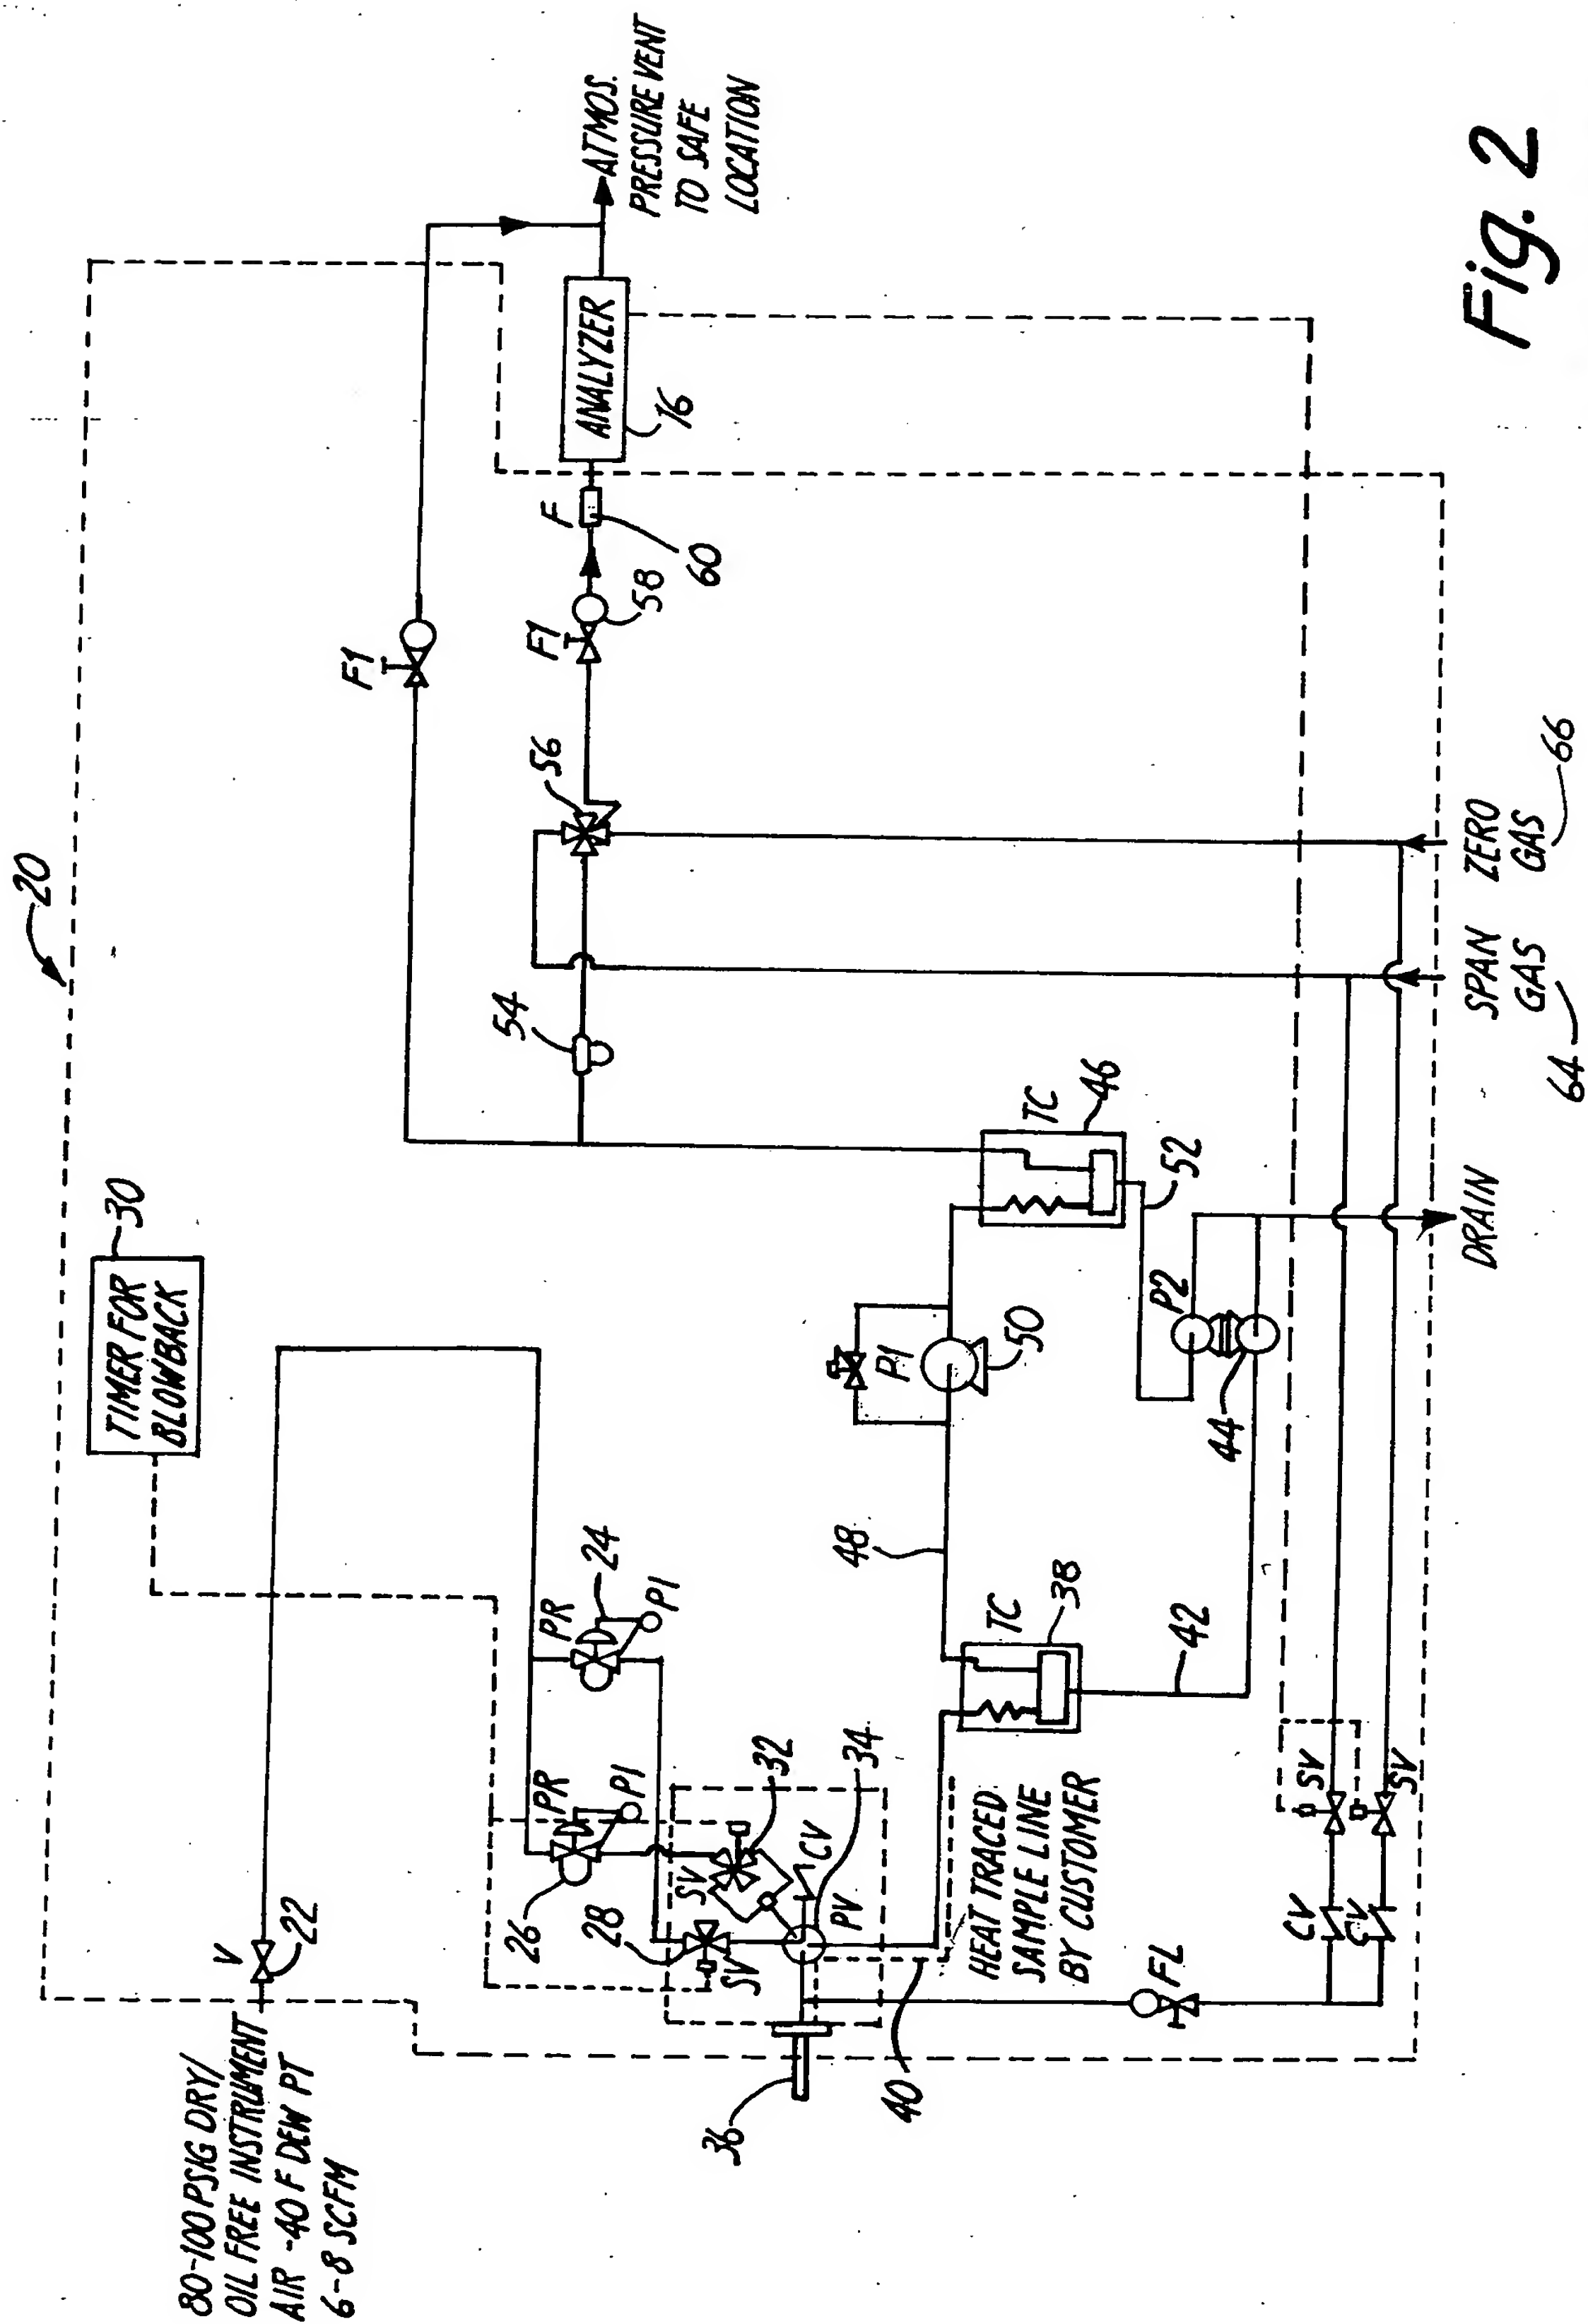 20
TIMER FOR
BLOWBACK
30
80-100 PSIG DRY/
OIL FREE INSTRUMENT
AIR -40 F DEW PT
6-8 SCFM
V
22
PR
24
PI
PR
PI
26
28
SV
SV
32
CV
34
PV
36
40
HEAT TRACED
SAMPLE LINE
BY CUSTOMER
TC
38
42
48
P1
50
TC
46
52
P2
44
DRAIN
FL
CV
CV
SV
SV
54
56
F1
F1
58
F
60
ANALYZER
16
ATMOS.
PRESSURE VENT
TO SAFE
LOCATION
SPAN
GAS
64
ZERO
GAS
66
Fig. 2